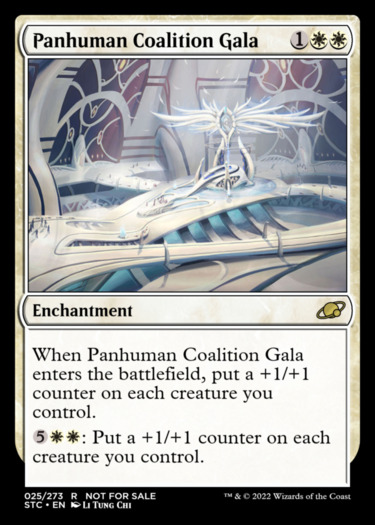 Panhuman Coalition Gala 1
Enchantment
When Panhuman Coalition Gala
enters the battlefield, put a +1/+1
counter on each creature you
control.
5: Put a +1/+1 counter on each
creature you control.
025/273 R NOT FOR SALE
STC • EN Li Tung Chi ™ & © 2022 Wizards of the Coast